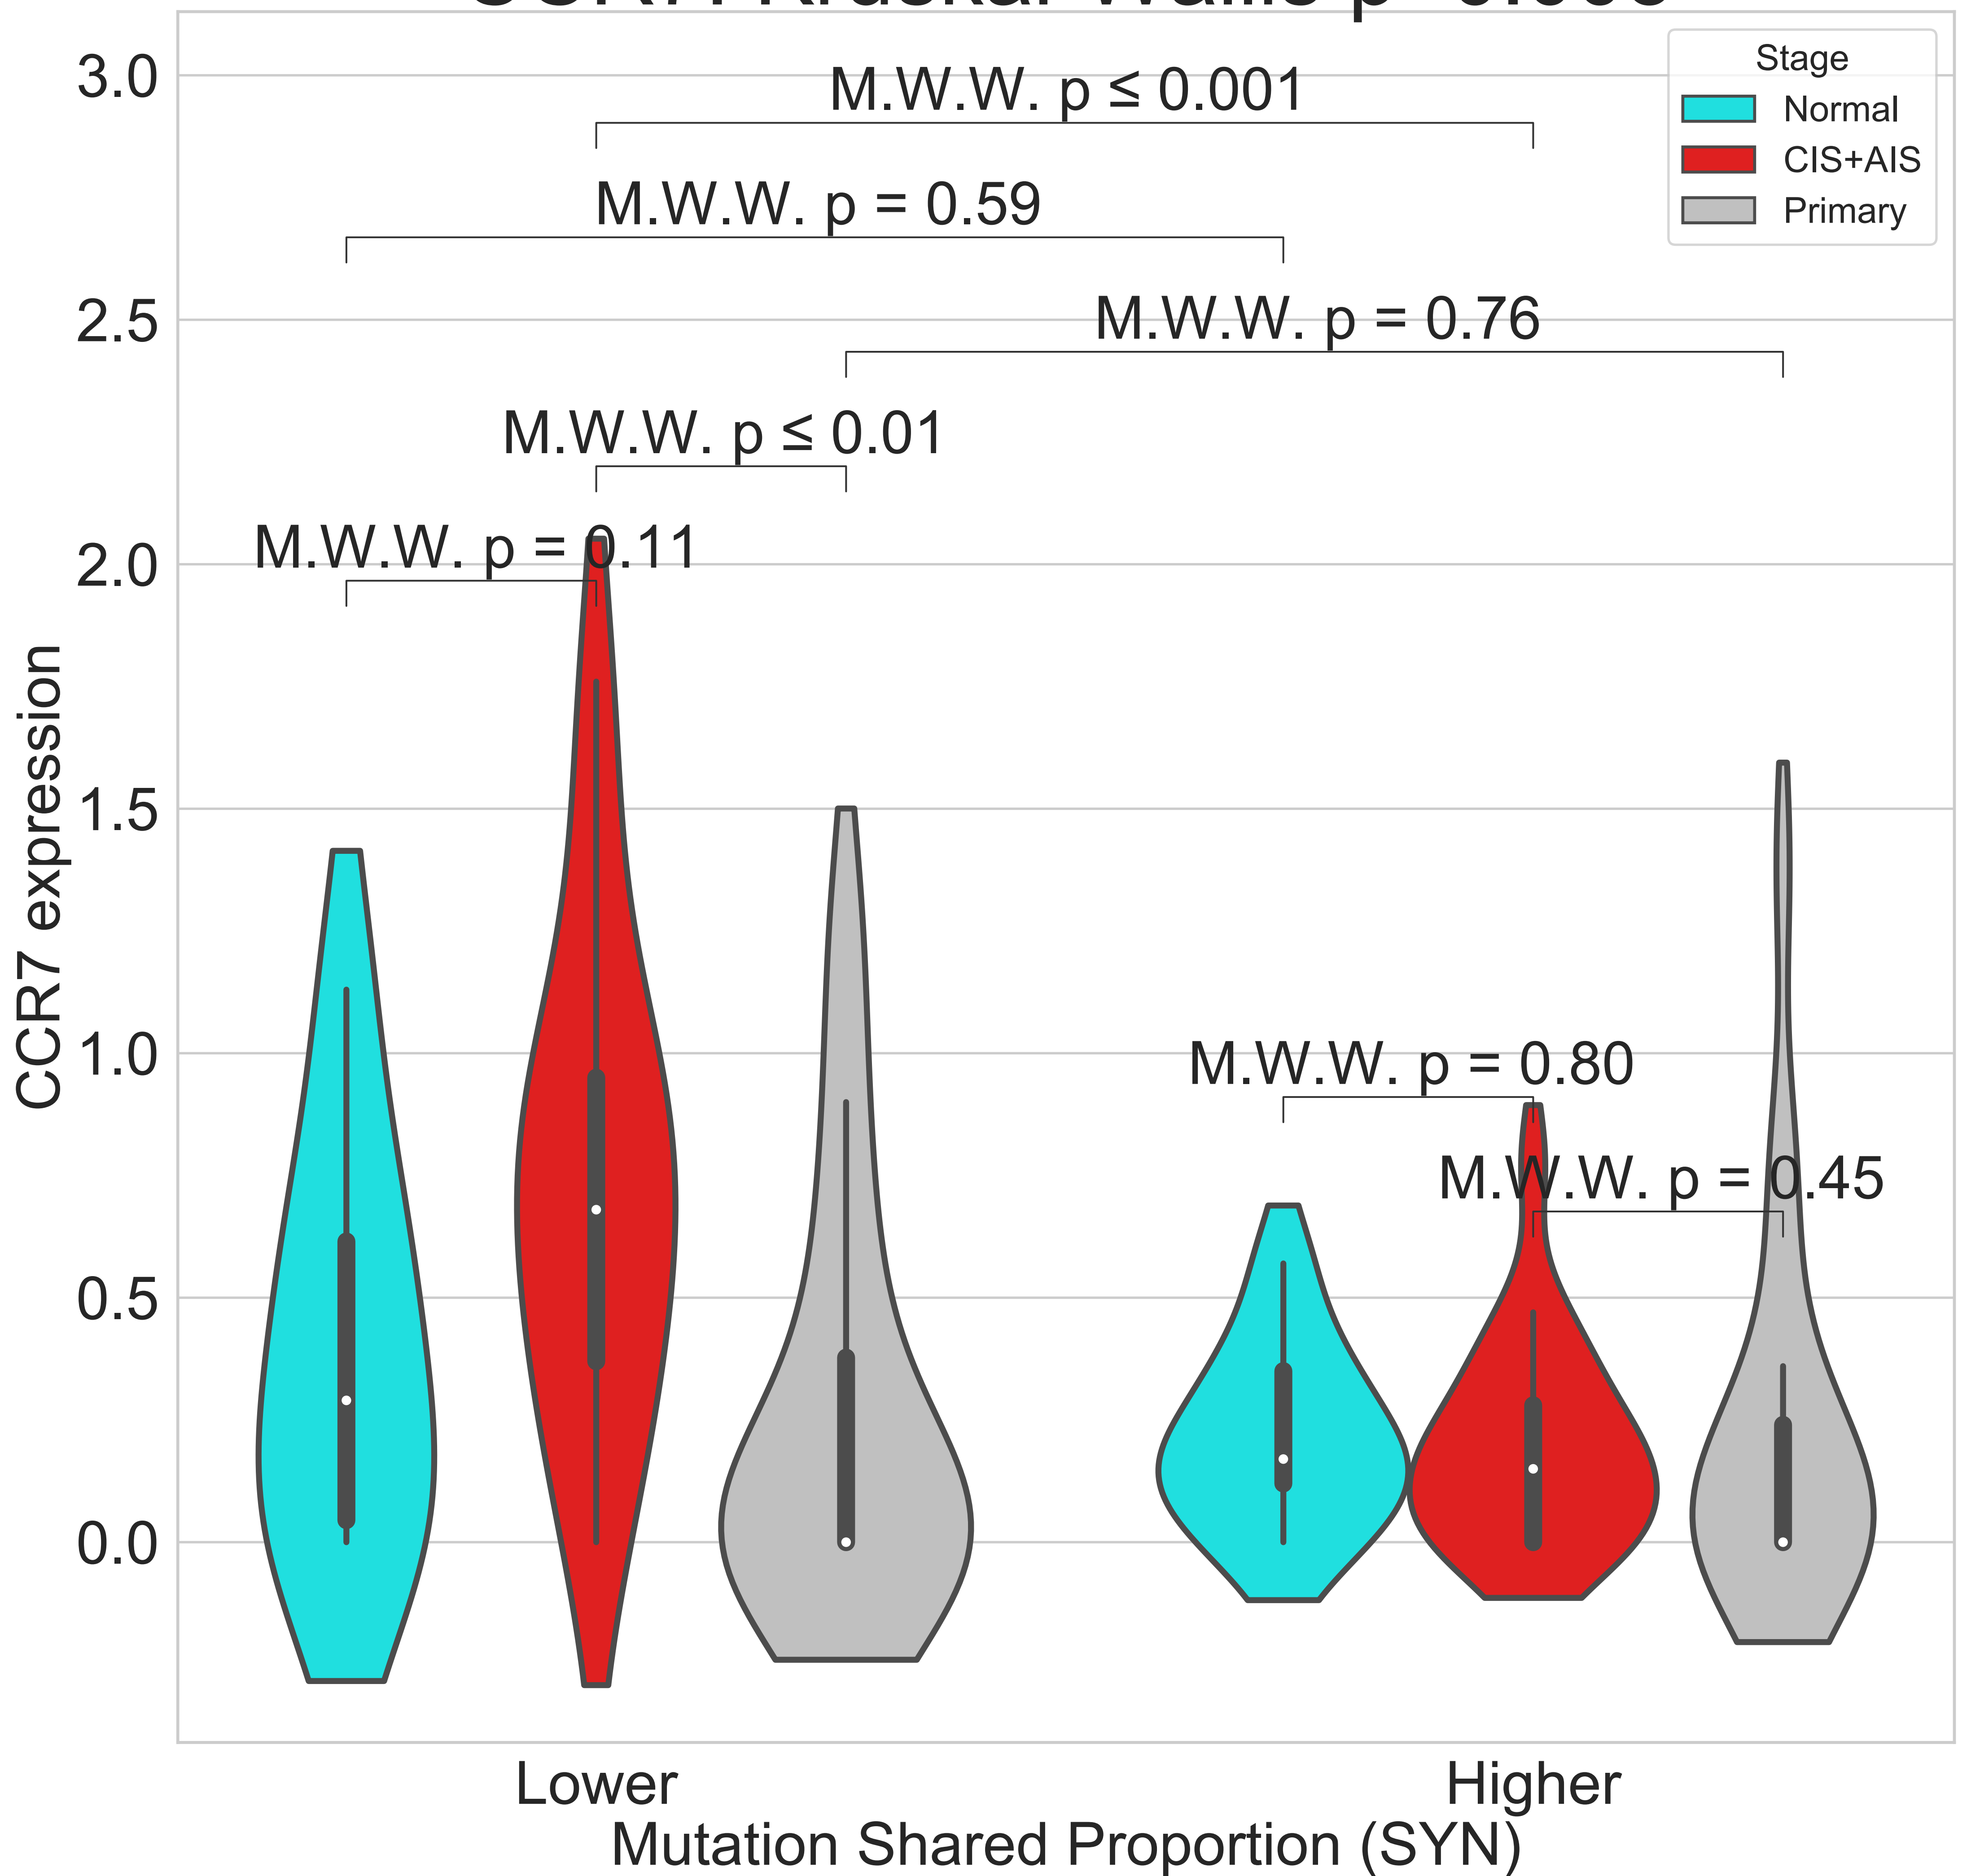 Stage
Normal
CIS+AIS
Primary
M.W.W. p ≤ 0.001
M.W.W. p = 0.59
M.W.W. p = 0.76
M.W.W. p ≤ 0.01
M.W.W. p = 0.11
M.W.W. p = 0.80
M.W.W. p = 0.45
CCR7 expression
3.0
2.5
2.0
1.5
1.0
0.5
0.0
Lower
Higher
Mutation Shared Proportion (SYN)